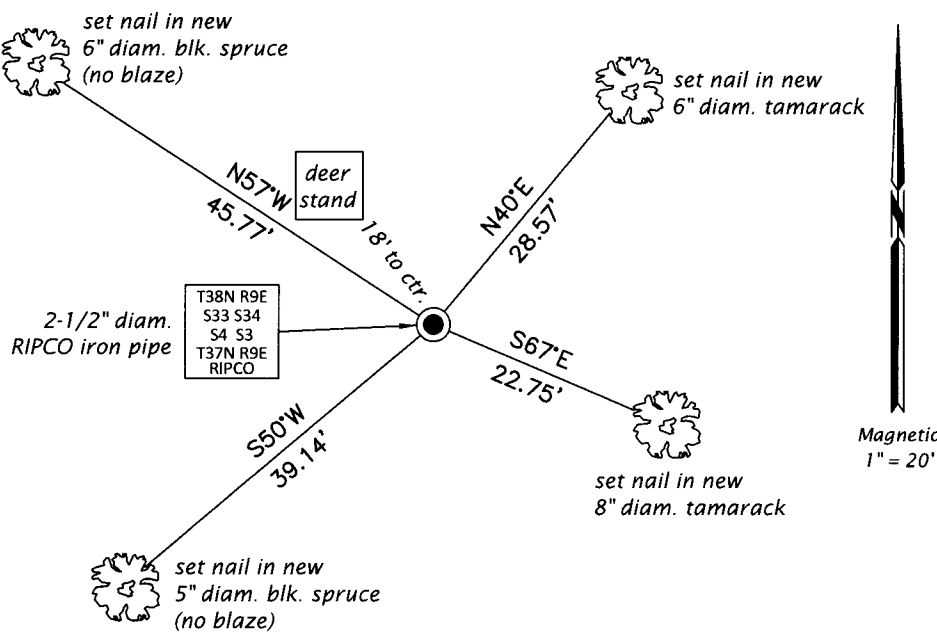 set nail in new
6" diam. blk. spruce
(no blaze)
set nail in new
6" diam. tamarack
deer
stand
N57°W
45.77'
18' to ctr.
N40°E
28.57'
N
2-1/2" diam.
RIPCO iron pipe
T38N R9E
S33 S34
S4 S3
T37N R9E
RIPCO
S67°E
22.75'
S50°W
39.14'
Magnetic
1" = 20'
set nail in new
8" diam. tamarack
set nail in new
5" diam. blk. spruce
(no blaze)